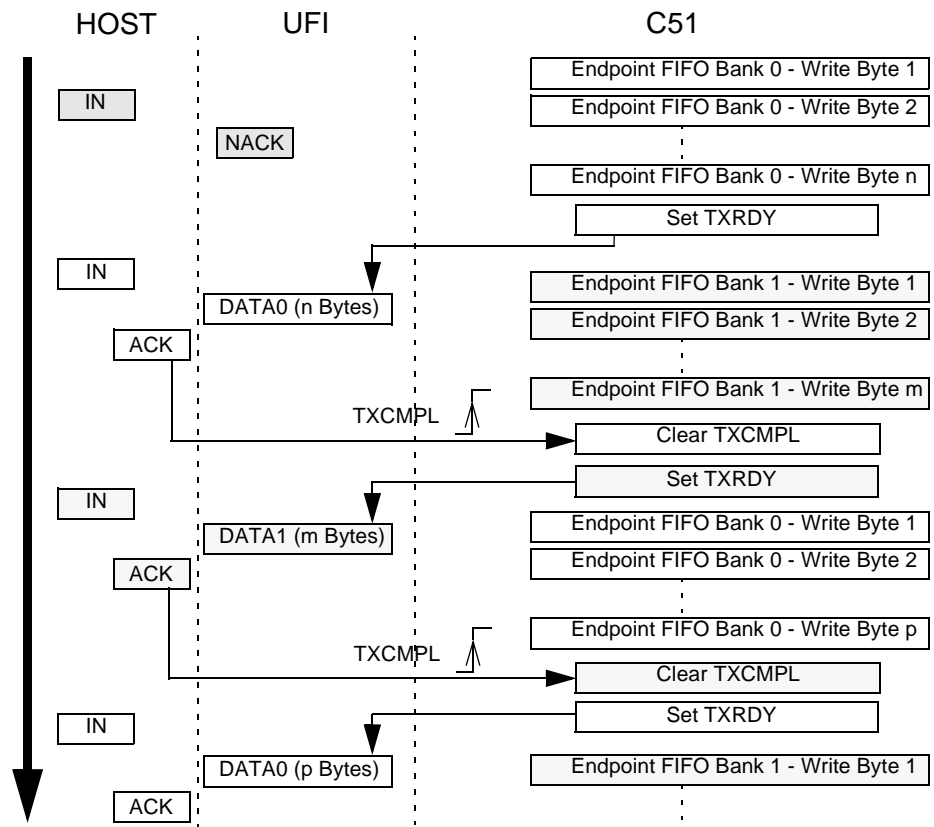 HOST UFI C51
Endpoint FIFO Bank 0 - Write Byte 1
IN
Endpoint FIFO Bank 0 - Write Byte 2
NACK
Endpoint FIFO Bank 0 - Write Byte n
Set TXRDY
IN
Endpoint FIFO Bank 1 - Write Byte 1
DATA0 (n Bytes)
Endpoint FIFO Bank 1 - Write Byte 2
ACK
Endpoint FIFO Bank 1 - Write Byte m
TXCMPL
Clear TXCMPL
Set TXRDY
IN
Endpoint FIFO Bank 0 - Write Byte 1
DATA1 (m Bytes)
Endpoint FIFO Bank 0 - Write Byte 2
ACK
Endpoint FIFO Bank 0 - Write Byte p
TXCMPL
Clear TXCMPL
Set TXRDY
IN
DATA0 (p Bytes)
Endpoint FIFO Bank 1 - Write Byte 1
ACK